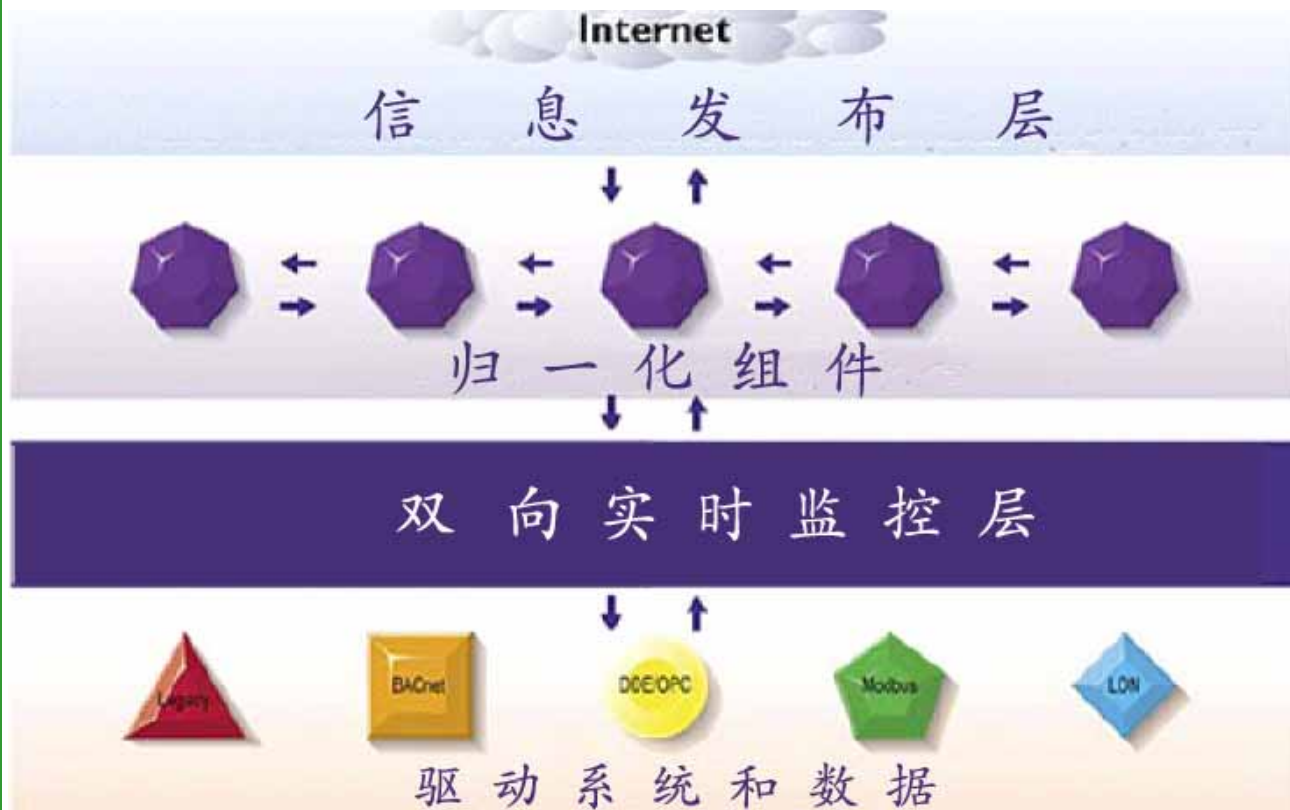 Internet
信息发布层
归一化组件
双向实时监控层
Legacy
BACnet
DDE/OPC
Modbus
LON
驱动系统和数据